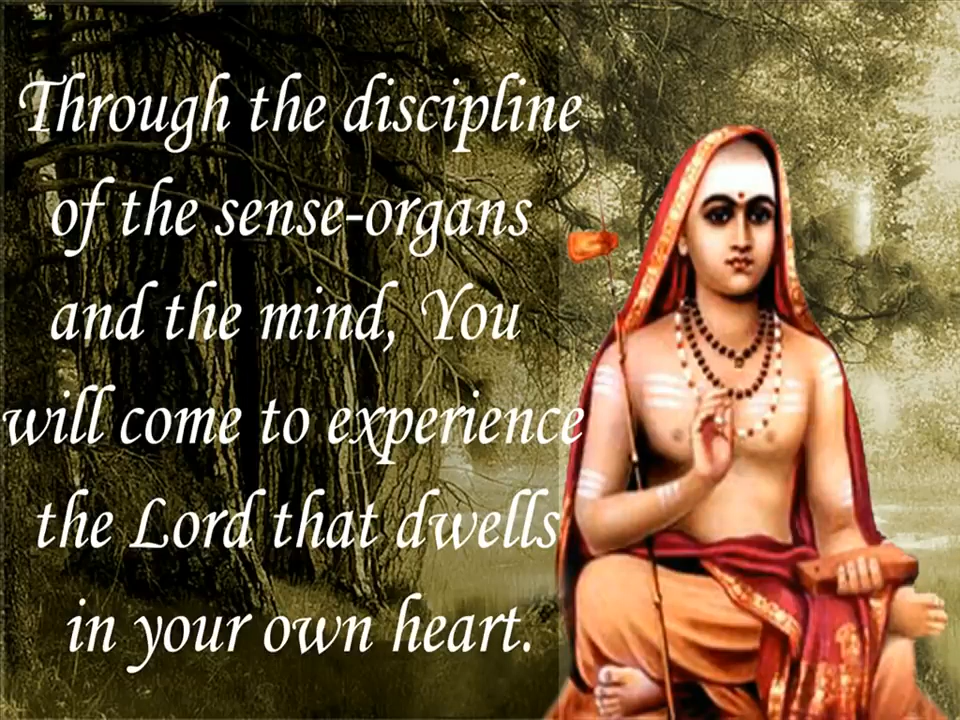 Through the discipline
of the sense-organs
and the mind, You
will come to experience
the Lord that dwells
in your own heart.